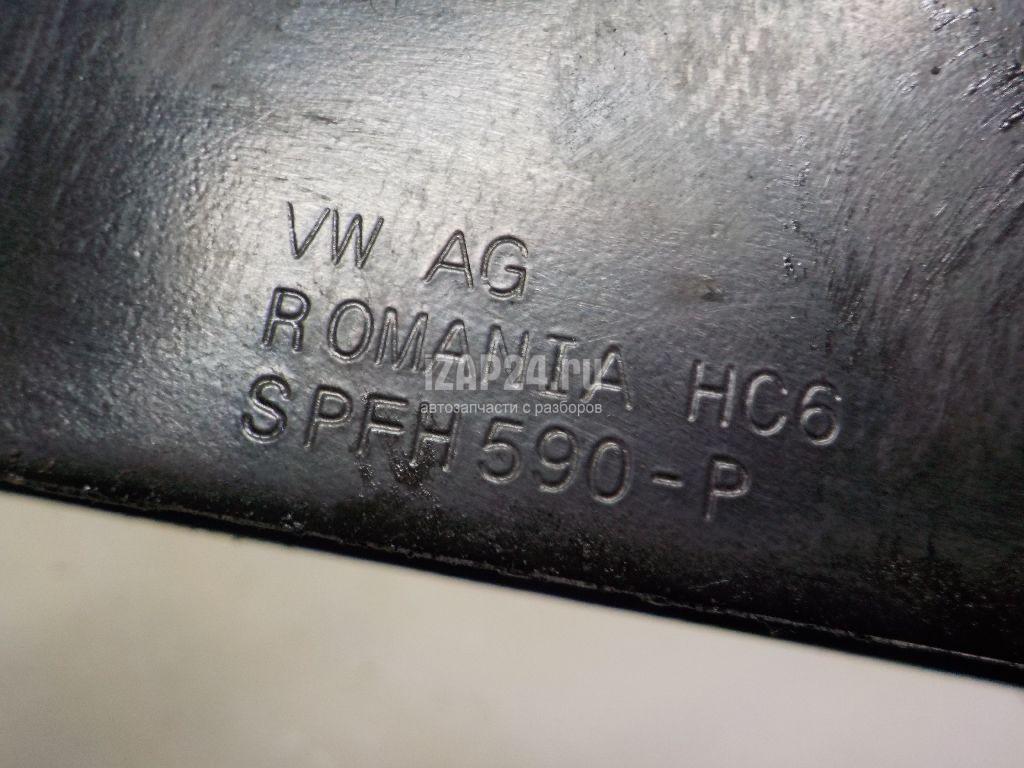 VW AG
ROMANIA HC6
iZAP24.ru
автозапчасти с разборов
SPFH590-P